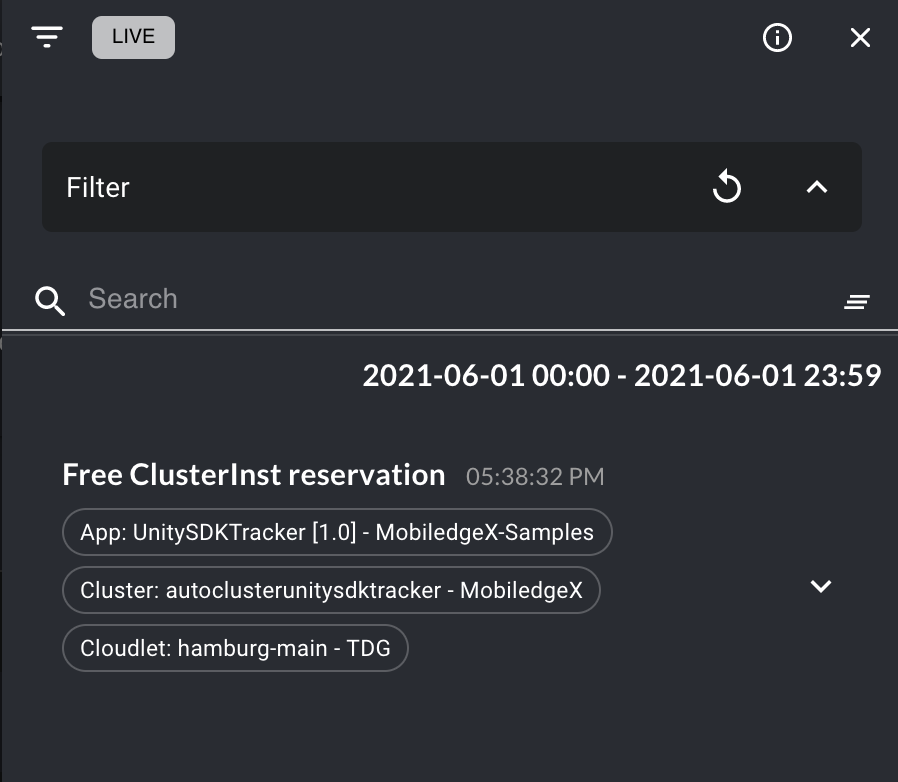 LIVE
Filter
Search
2021-06-01 00:00 - 2021-06-01 23:59
Free ClusterInst reservation 05:38:32 PM
App: UnitySDKTracker [1.0] - MobiledgeX-Samples
Cluster: autoclusterunitysdktracker - MobiledgeX
Cloudlet: hamburg-main - TDG